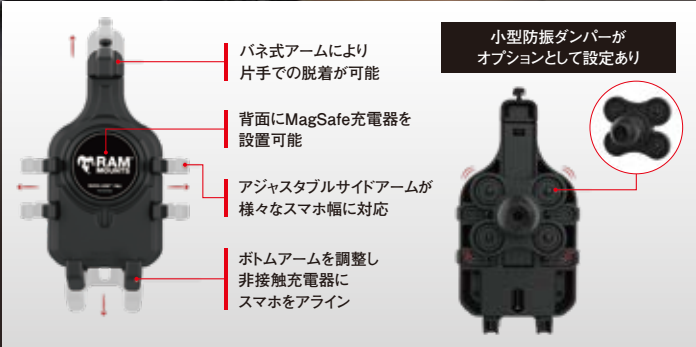 バネ式アームにより
片手での脱着が可能
背面にMagSafe充電器を
設置可能
アジャスタブルサイドアームが
様々なスマホ幅に対応
ボトムアームを調整し
非接触充電器に
スマホをアライン
小型防振ダンパーが
オプションとして設定あり
RAM
MOUNTS